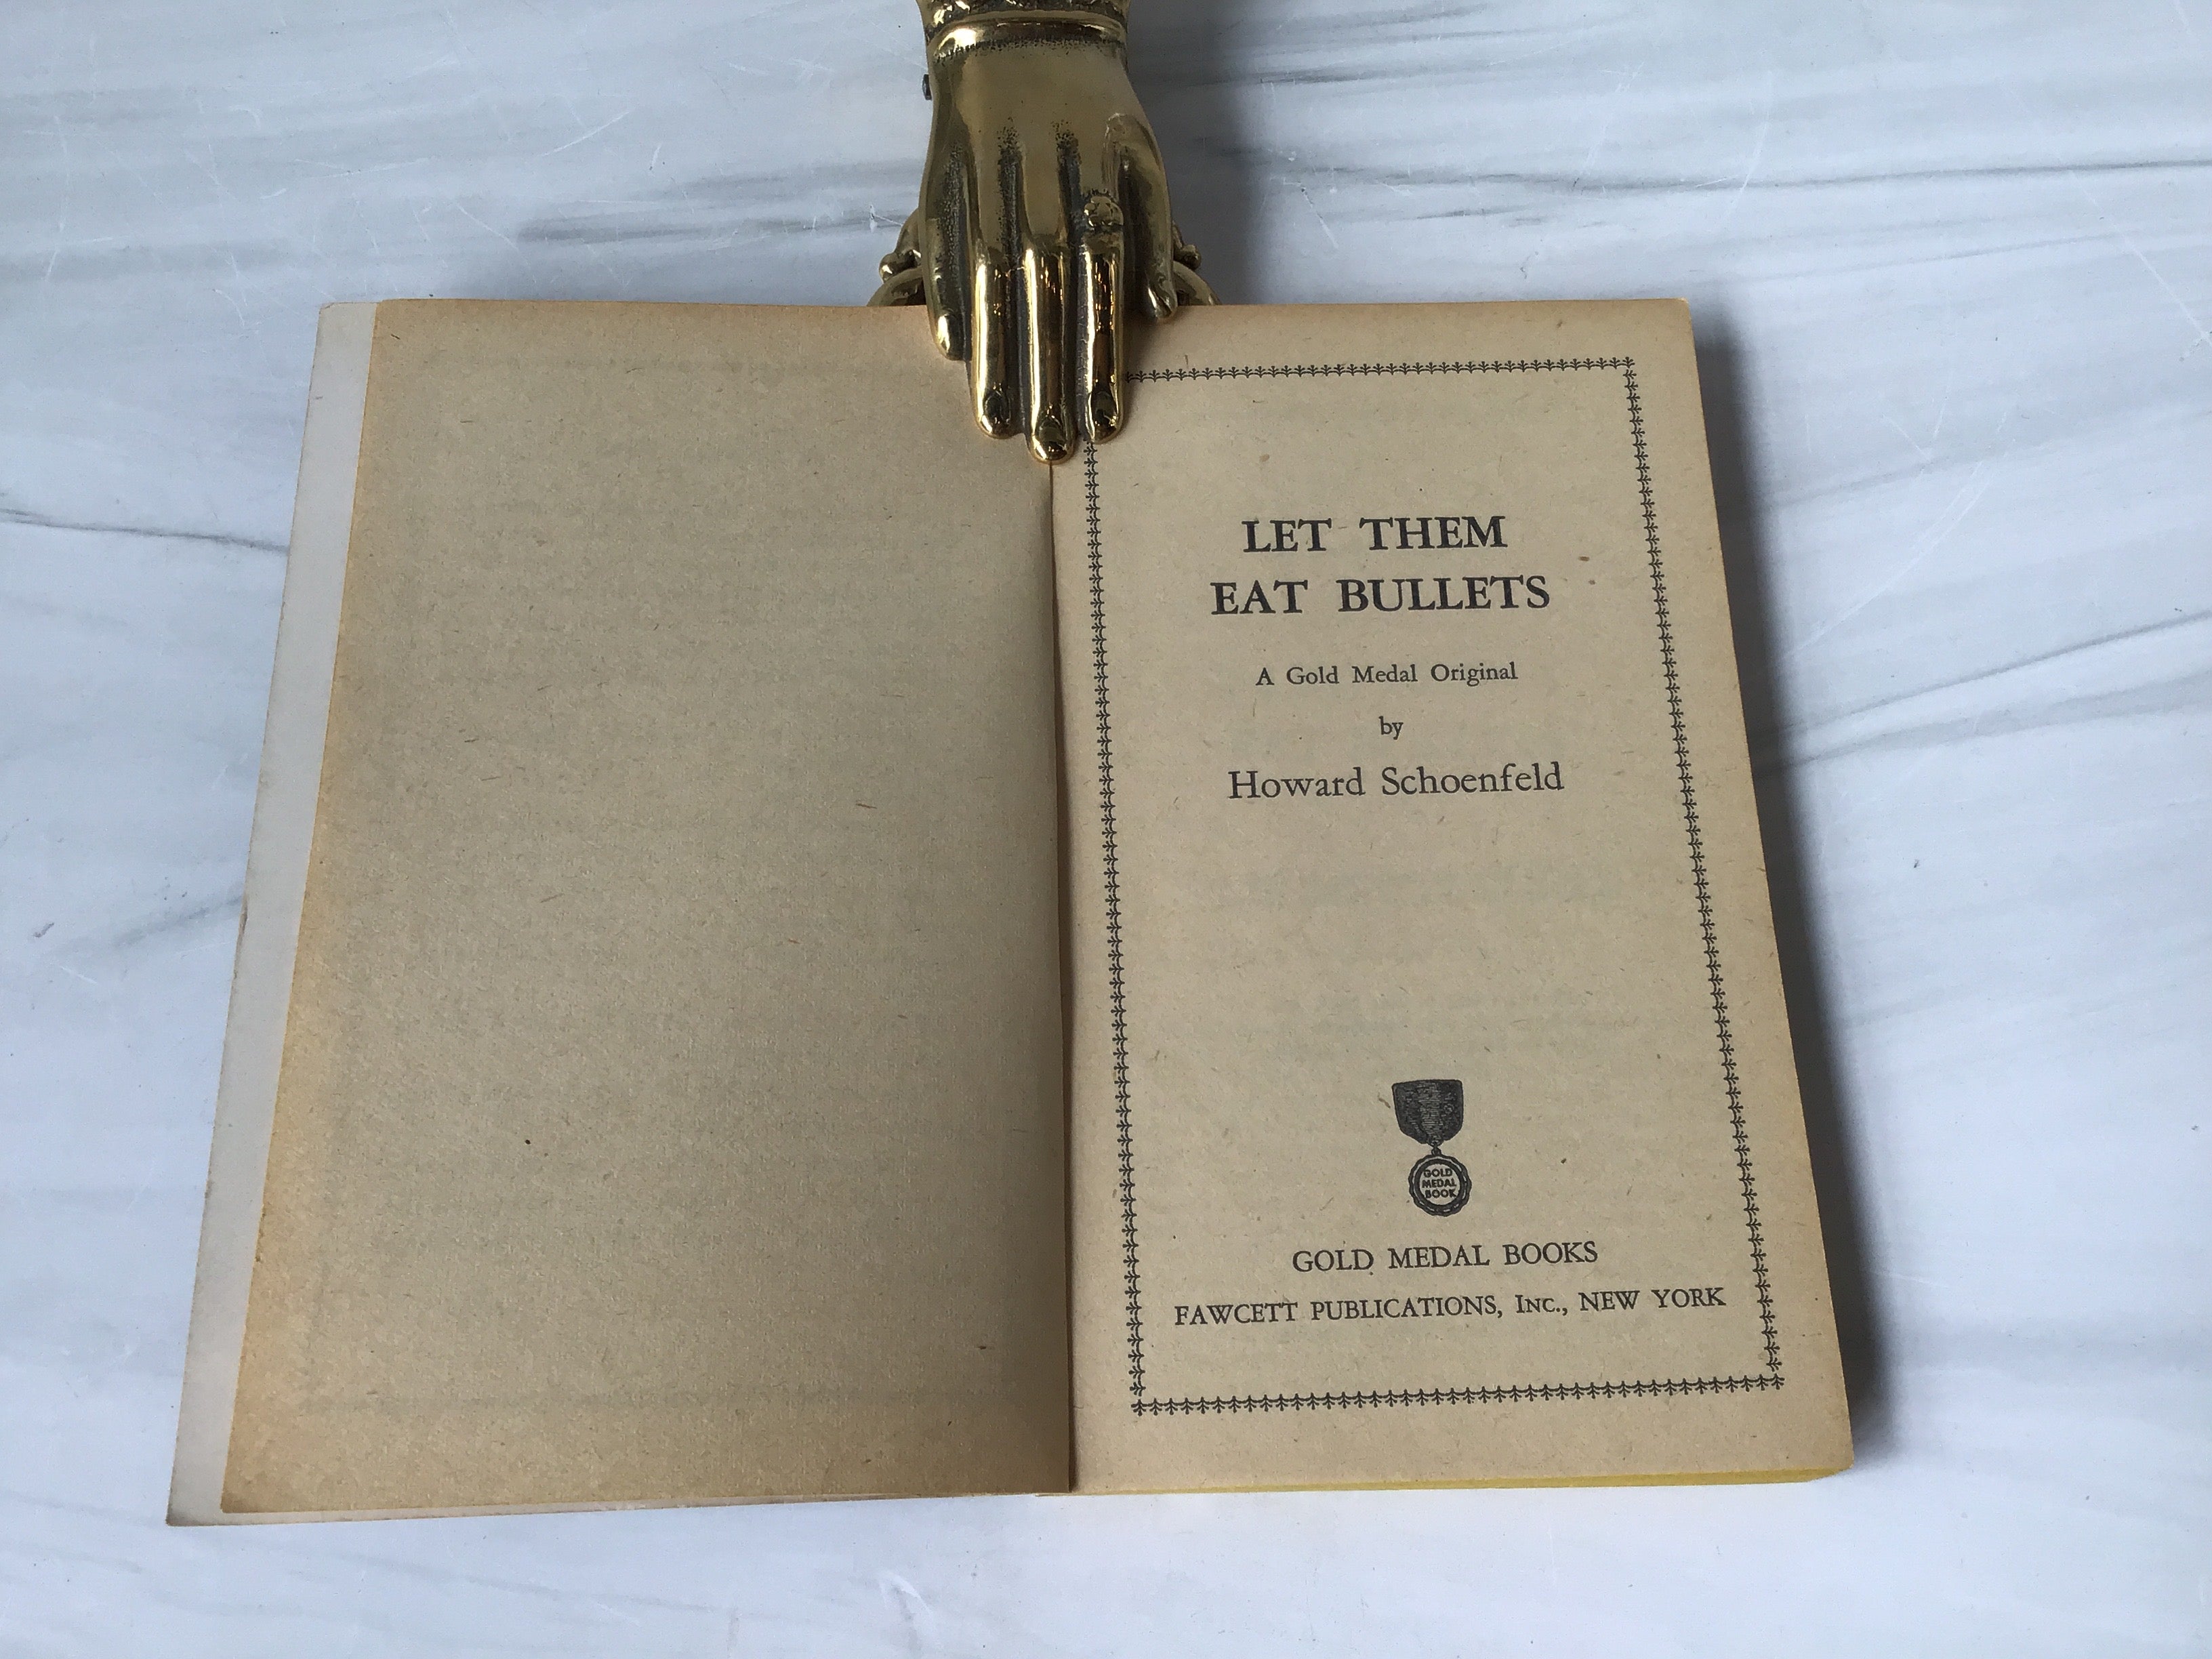 LET THEM
EAT BULLETS
A Gold Medal Original
by
Howard Schoenfeld
GOLD
MEDAL
BOOK
GOLD MEDAL BOOKS
FAWCETT PUBLICATIONS, INC., NEW YORK